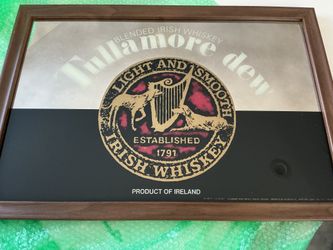 BLENDED IRISH WHISKEY
Tullamore dew
LIGHT AND SMOOTH
ESTABLISHED
1791
IRISH WHISKEY
PRODUCT OF IRELAND